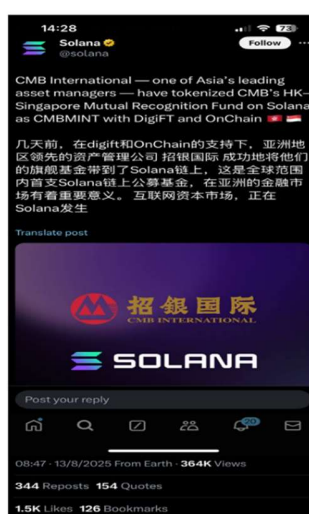 14:28
73
Solana
@solana
Follow
CMB International — one of Asia's leading
asset managers — have tokenized CMB's HK–
Singapore Mutual Recognition Fund on Solana
as CMBMINT with DigiFT and OnChain 🇭🇰 🇸🇬
几天前，在digift和OnChain的支持下，亚洲地
区领先的资产管理公司 招银国际 成功地将他们
的旗舰基金带到了Solana链上，这是全球范围
内首支Solana链上公募基金，在亚洲的金融市
场有着重要意义。 互联网资本市场，正在
Solana发生
Translate post
招银国际
CMB INTERNATIONAL
SOLANA
Post your reply
20
08:47 · 13/8/2025 From Earth · 364K Views
344 Reposts 154 Quotes
1.5K Likes 126 Bookmarks